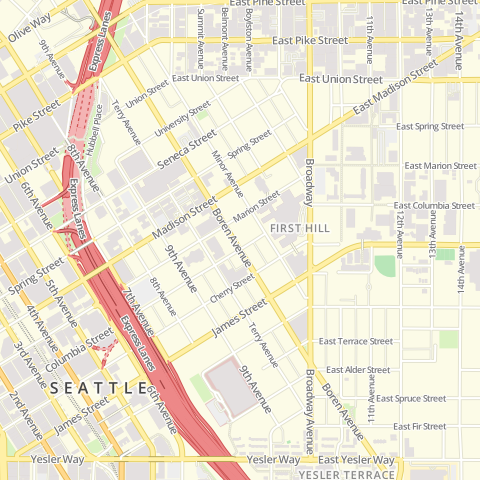 East Pine Street
East Pine Street
Olive Way
Express Lanes
Summit Avenue
Belmont Avenue
Boylston Avenue
11th Avenue
13th Avenue
14th Avenue
9th Avenue
East Pike Street
East Union Street
East Union Street
Union Street
East Madison Street
Pike Street
Terry Avenue
University Street
Hubbell Place
Seneca Street
Spring Street
East Spring Street
Union Street
8th Avenue
Minor Avenue
Broadway
East Marion Street
6th Avenue
Express Lanes
Madison Street
Marion Street
East Columbia Street
Boren Avenue
FIRST HILL
12th Avenue
13th Avenue
14th Avenue
Spring Street
9th Avenue
8th Avenue
Cherry Street
5th Avenue
7th Avenue
4th Avenue
James Street
Express Lanes
Columbia Street
Terry Avenue
East Terrace Street
3rd Avenue
East Alder Street
SEATTLE
9th Avenue
2nd Avenue
6th Avenue
Broadway Avenue
Boren Avenue
11th Avenue
East Spruce Street
James Street
East Fir Street
Yesler Way
Yesler Way
East Yesler Way
YESLER TERRACE